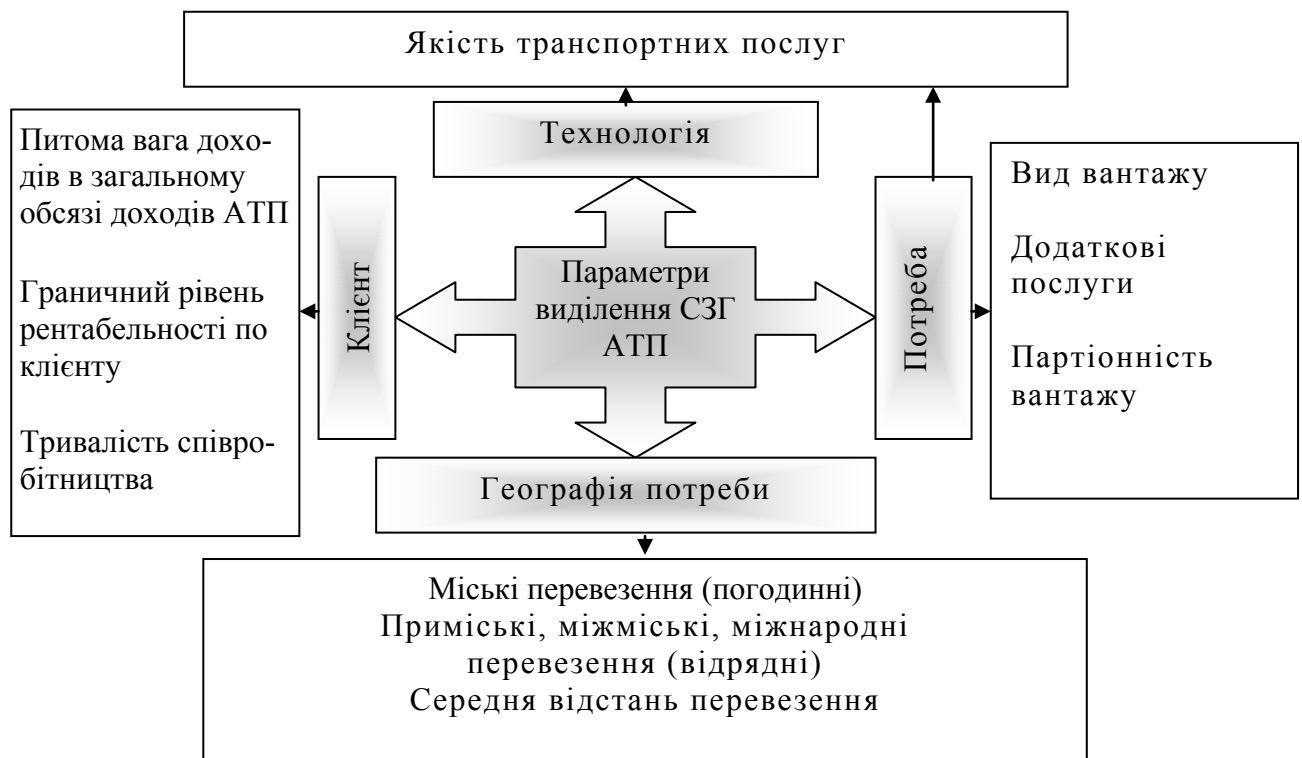 Якість транспортних послуг
Технологія
Питома вага дохо-
дів в загальному
обсязі доходів АТП
Граничний рівень
рентабельності по
клієнту
Тривалість співро-
бітництва
Клієнт
Параметри
виділення СЗГ
АТП
Потреба
Вид вантажу
Додаткові
послуги
Партіонність
вантажу
Географія потреби
Міські перевезення (погодинні)
Приміські, міжміські, міжнародні
перевезення (відрядні)
Середня відстань перевезення